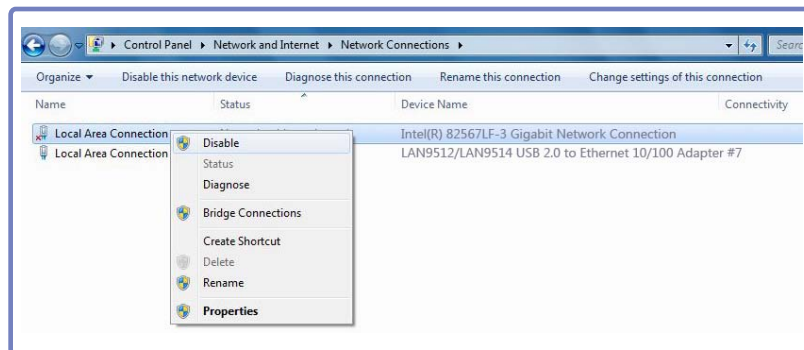 Control Panel ▸ Network and Internet ▸ Network Connections ▸
Organize ▾ Disable this network device Diagnose this connection Rename this connection Change settings of this connection
Name Status Device Name Connectivity
Local Area Connection Intel(R) 82567LF-3 Gigabit Network Connection
Local Area Connection LAN9512/LAN9514 USB 2.0 to Ethernet 10/100 Adapter #7
Disable
Status
Diagnose
Bridge Connections
Create Shortcut
Delete
Rename
Properties